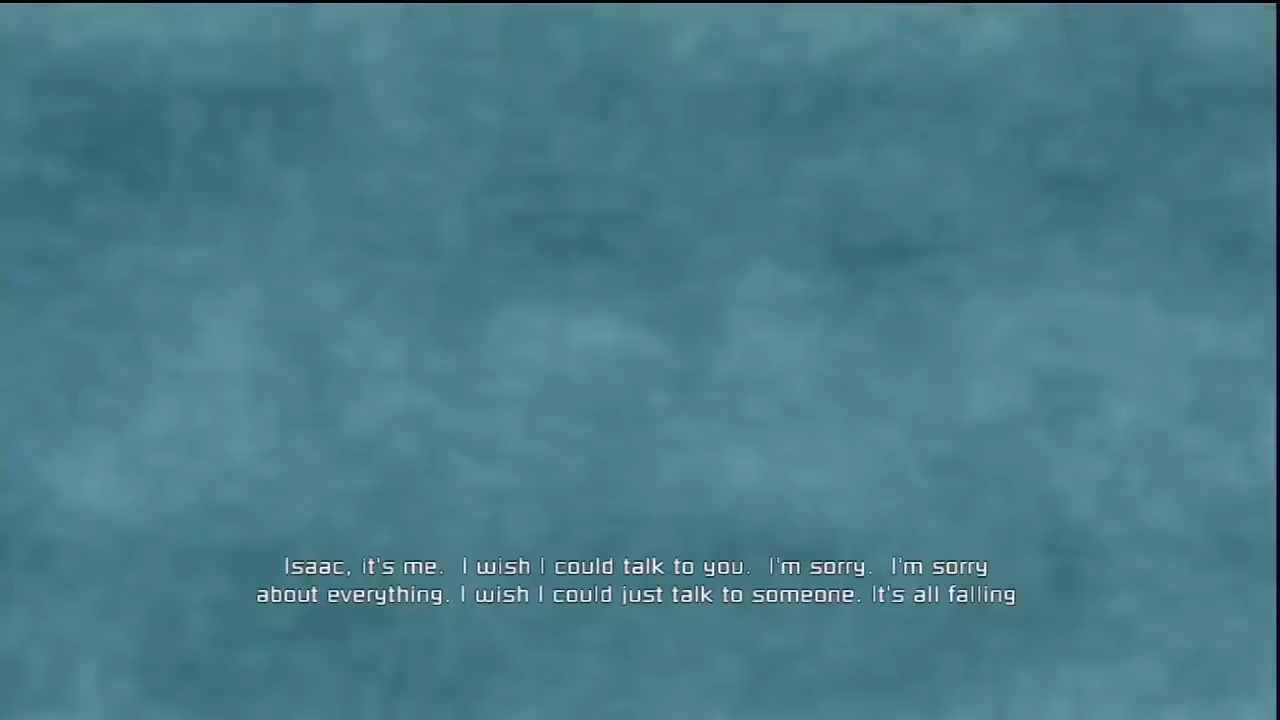 Isaac, it's me.  I wish I could talk to you.  I'm sorry.  I'm sorry
about everything. I wish I could just talk to someone. It's all falling